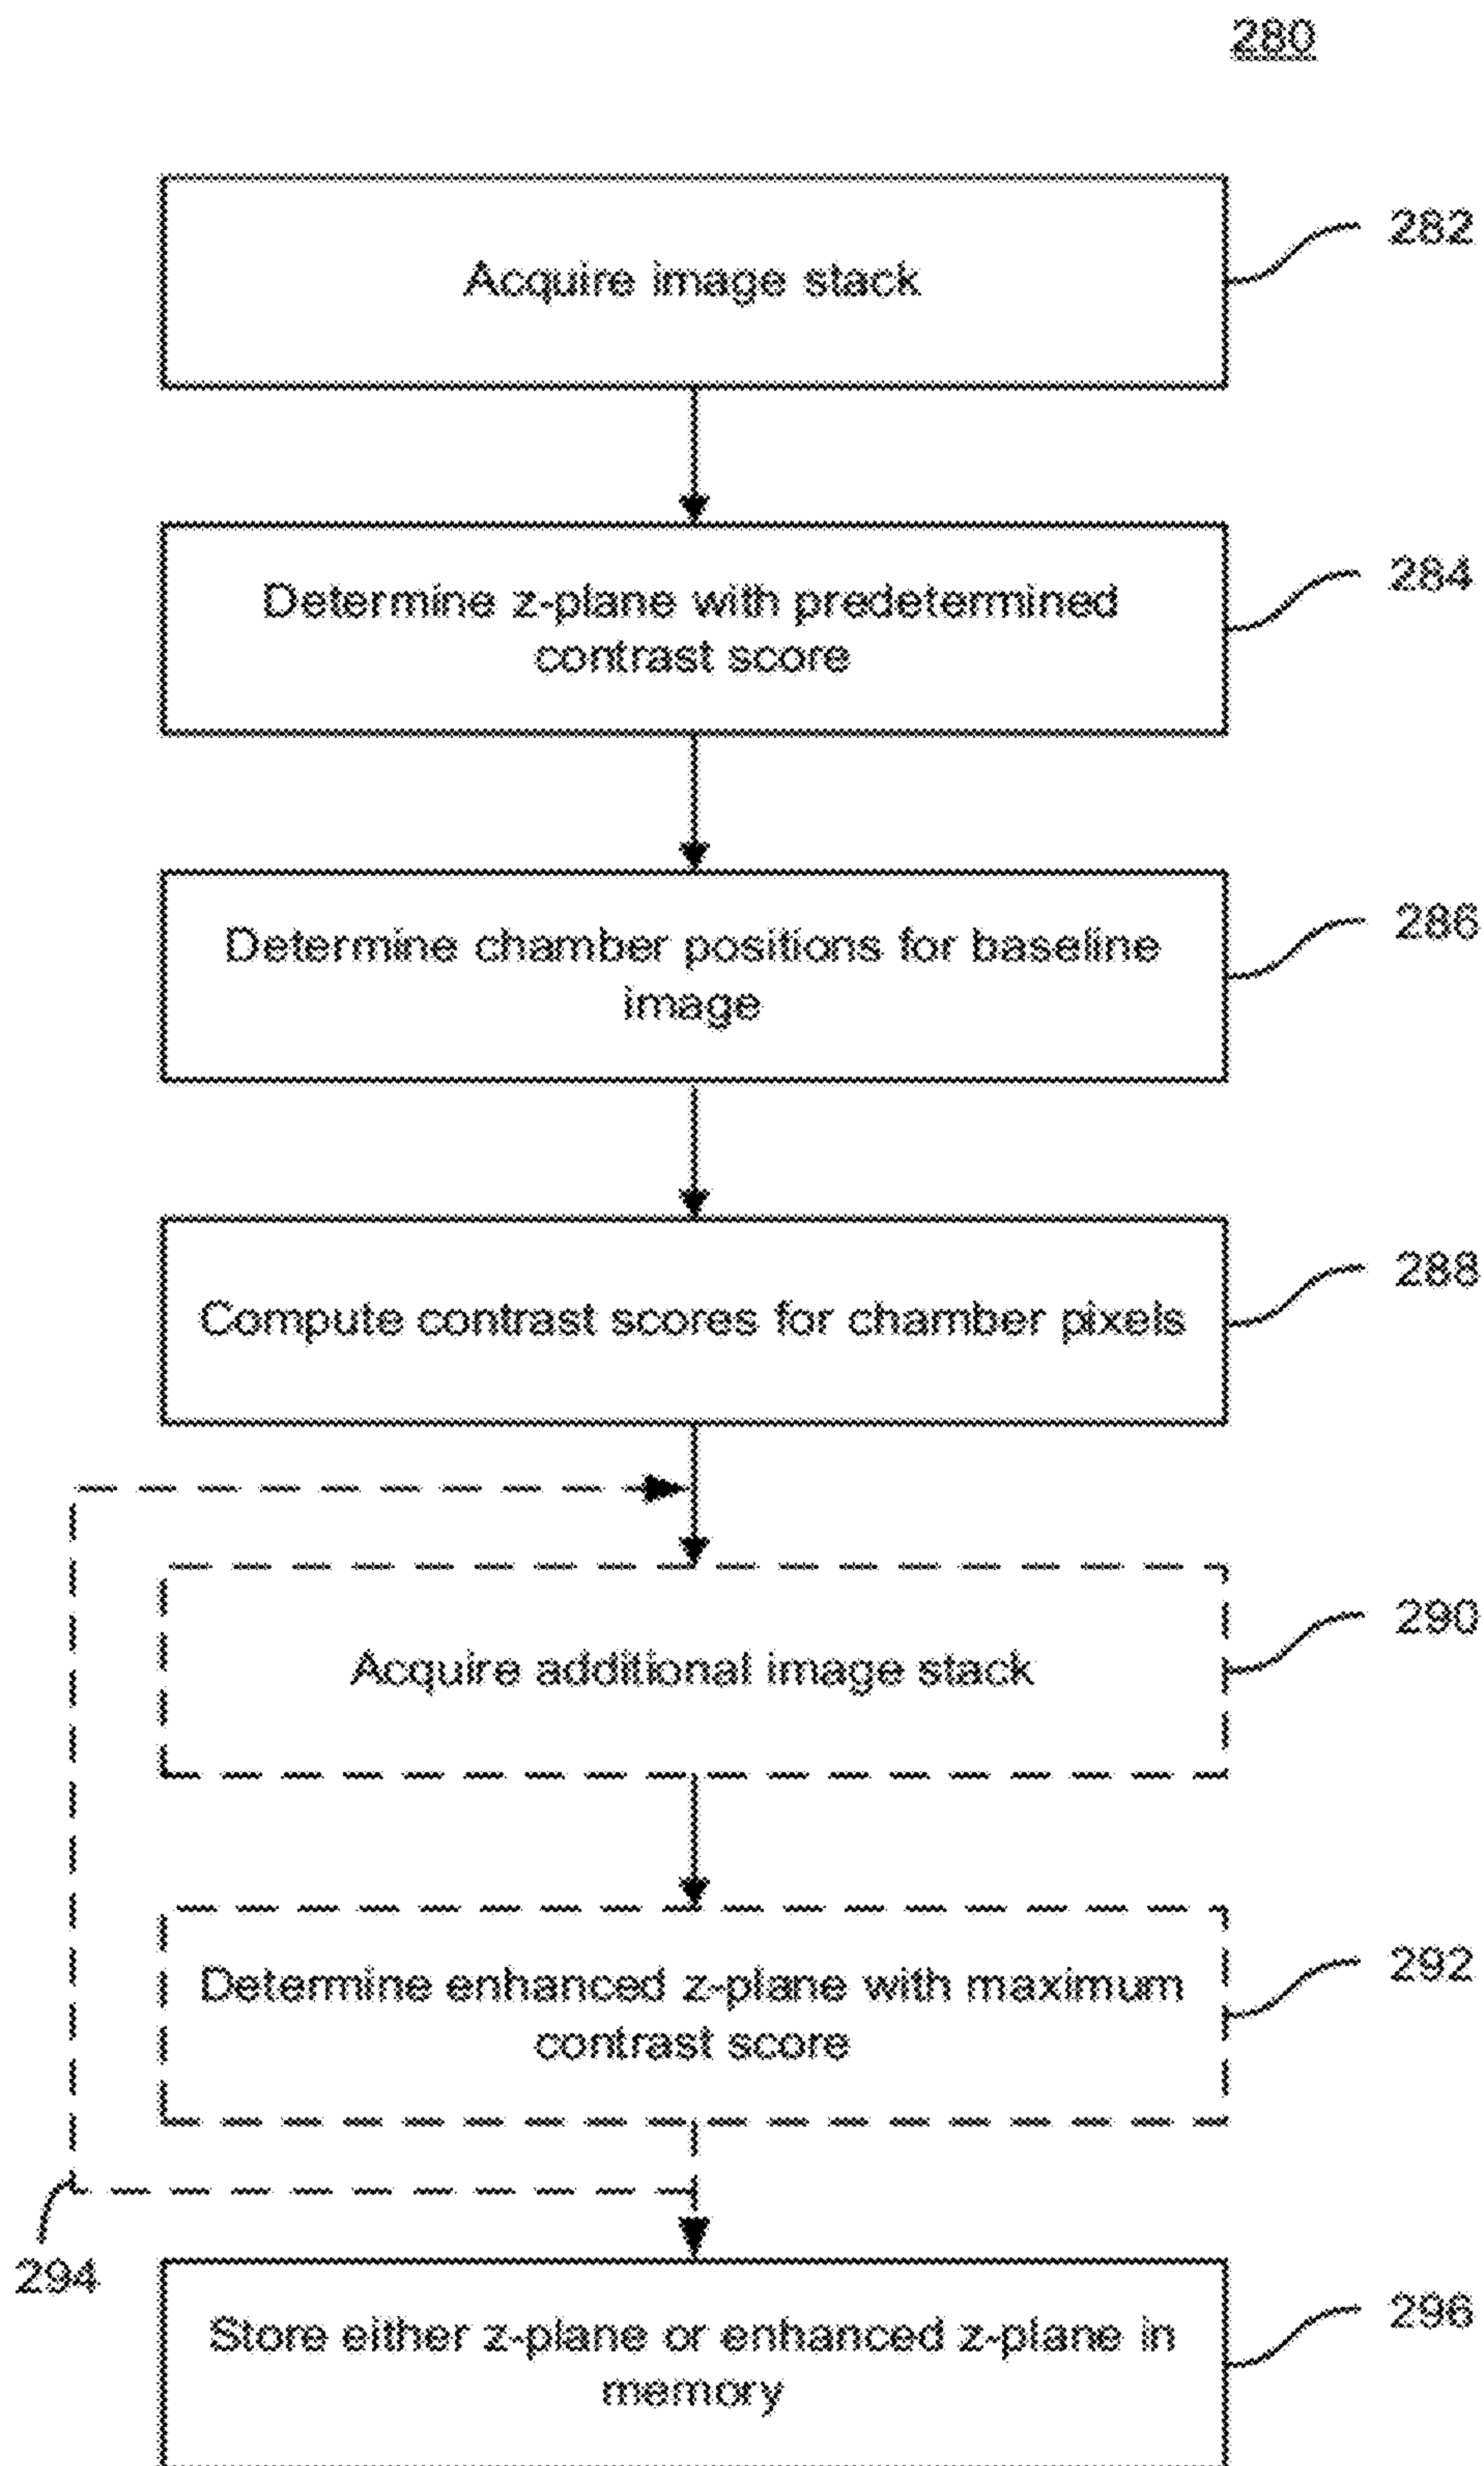 280
Acquire image stack
282
Determine z-plane with predetermined
contrast score
284
Determine chamber positions for baseline
image
286
Compute contrast scores for chamber pixels
288
Acquire additional image stack
290
Determine enhanced z-plane with maximum
contrast score
292
294
Store either z-plane or enhanced z-plane in
memory
296